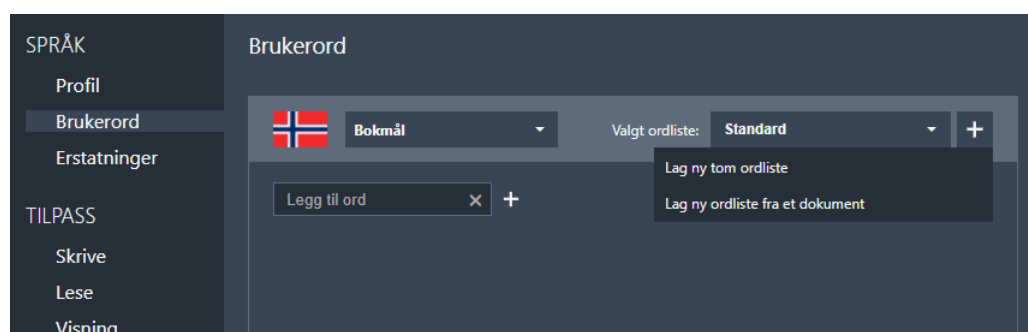 SPRÅK
Profil
Brukerord
Erstatninger
TILPASS
Skrive
Lese
Visning
Brukerord
Bokmål
Valgt ordliste:
Standard
Lag ny tom ordliste
Lag ny ordliste fra et dokument
Legg til ord